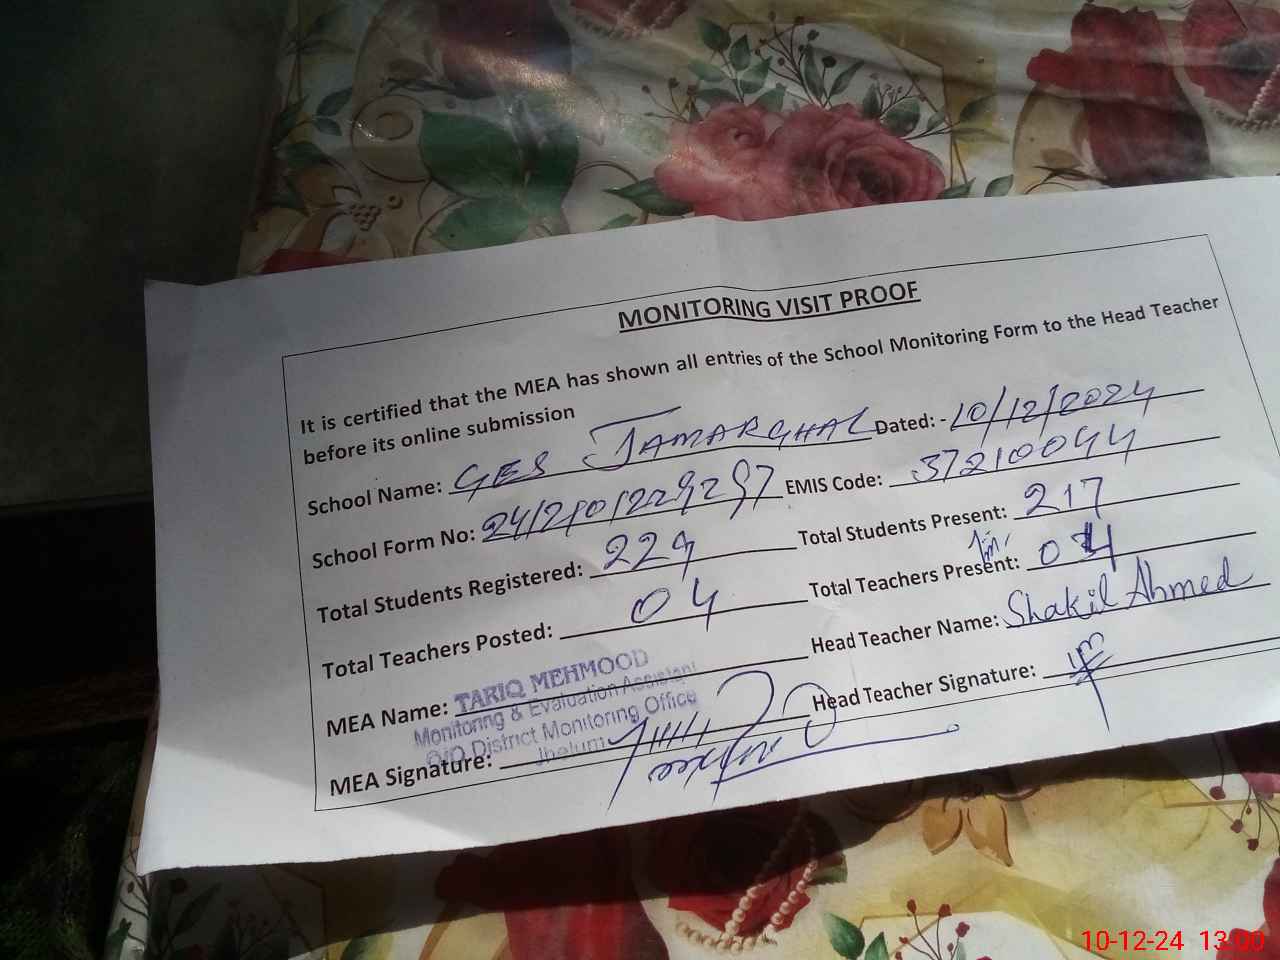 MONITORING VISIT PROOF
It is certified that the MEA has shown all entries of the School Monitoring Form to the Head Teacher
before its online submission
School Name: GES JAMARGHAL Dated: - 10/12/2024
School Form No: EMIS Code: 37210044
Total Students Registered: 229 Total Students Present: 217
Total Teachers Posted: 04 Total Teachers Present: 04
MEA Name: TARIQ MEHMOOD Head Teacher Name: Shakil Ahmed
Monitoring & Evaluation Assistant
O/O District Monitoring Office
Jhelum
MEA Signature: Head Teacher Signature:
10-12-24 13:00